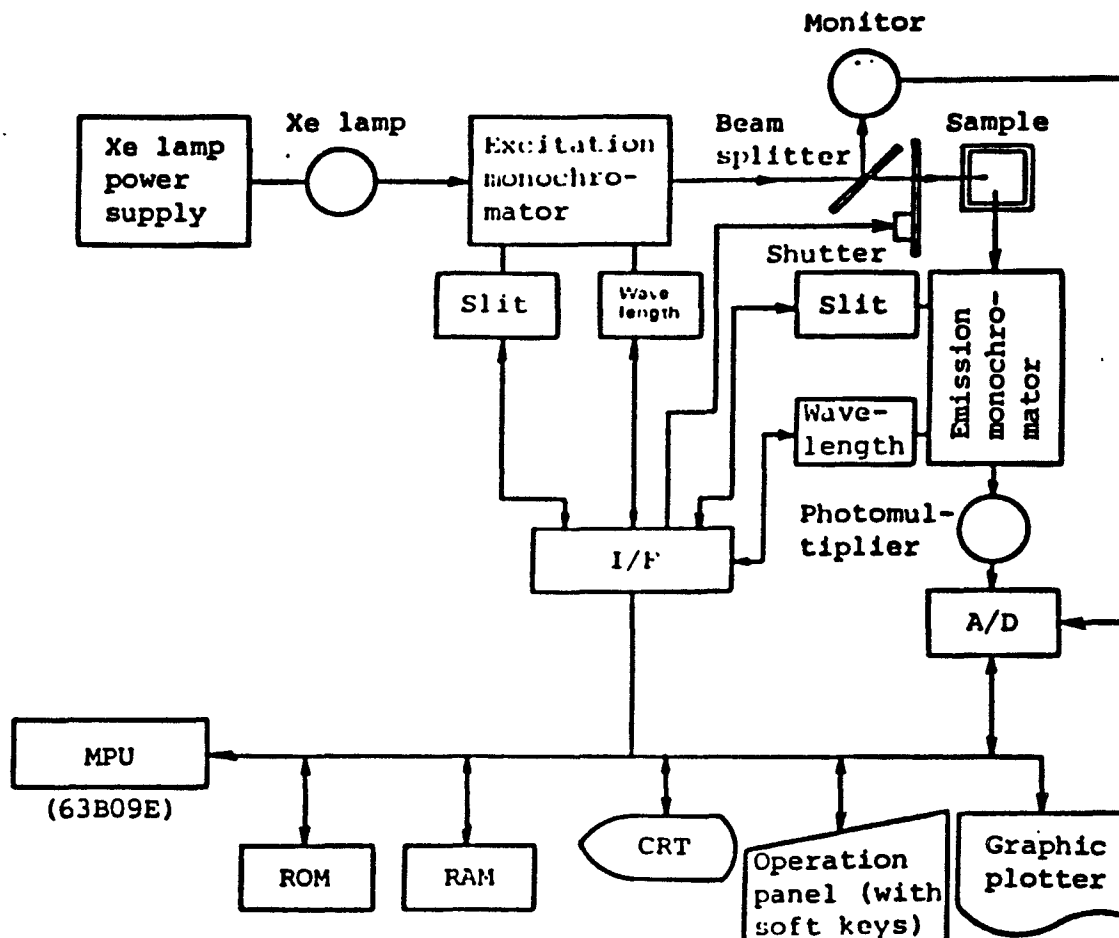 Monitor
Xe lamp
power
supply
Xe lamp
Excitation
monochro-
mator
Beam
splitter
Sample
Shutter
Slit
Wave
length
Slit
Wave-
length
Emission
monochro-
mator
Photomul-
tiplier
I/F
A/D
MPU
(63B09E)
ROM
RAM
CRT
Operation
panel (with
soft keys)
Graphic
plotter